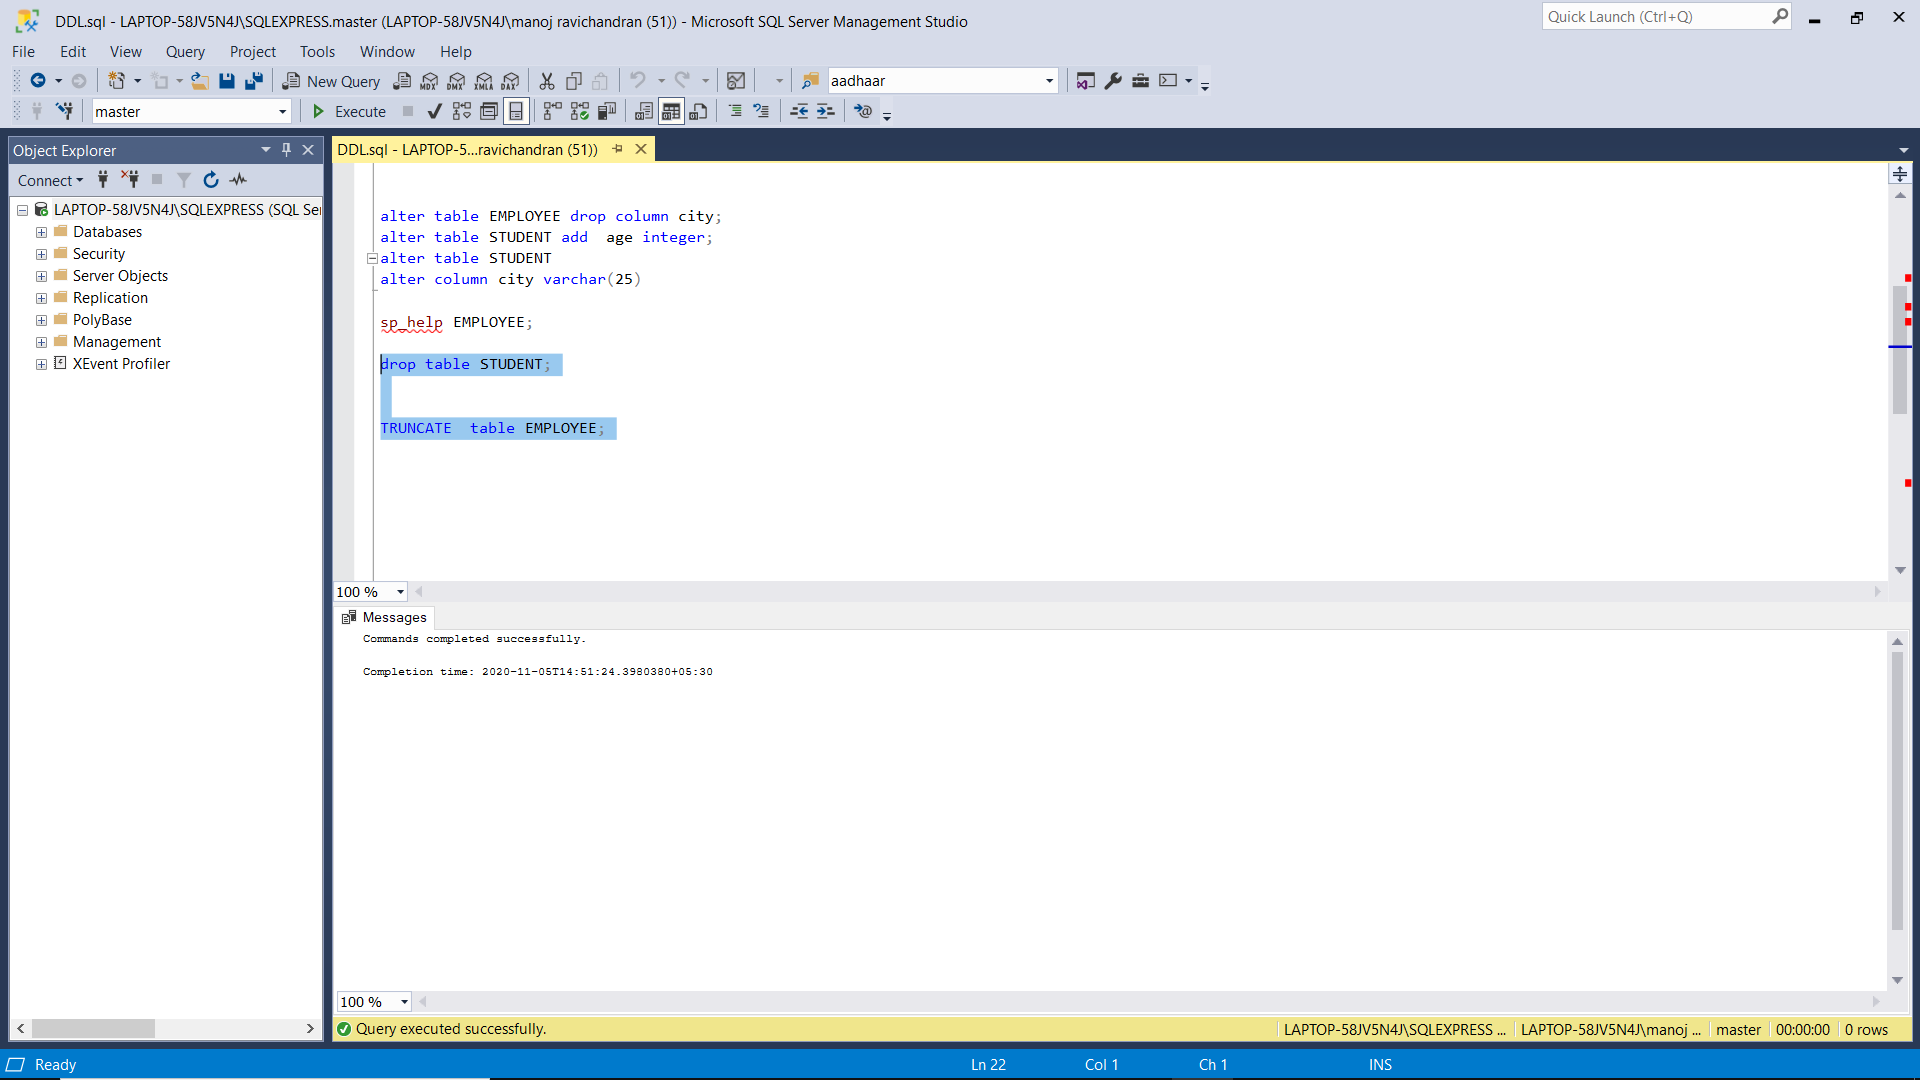 DDL.sql - LAPTOP-58JV5N4J\SQLEXPRESS.master (LAPTOP-58JV5N4J\manoj ravichandran (51)) - Microsoft SQL Server Management Studio
Quick Launch (Ctrl+Q)
File Edit View Query Project Tools Window Help
New Query MDX DMX XMLA DAX aadhaar
master Execute
Object Explorer
DDL.sql - LAPTOP-5...ravichandran (51))
Connect
LAPTOP-58JV5N4J\SQLEXPRESS (SQL Ser
Databases
Security
Server Objects
Replication
PolyBase
Management
XEvent Profiler
alter table EMPLOYEE drop column city;
alter table STUDENT add  age integer;
alter table STUDENT
alter column city varchar(25)
sp_help EMPLOYEE;
drop table STUDENT;
TRUNCATE  table EMPLOYEE;
100 %
Messages
Commands completed successfully.
Completion time: 2020-11-05T14:51:24.3980380+05:30
100 %
Query executed successfully.
LAPTOP-58JV5N4J\SQLEXPRESS ... LAPTOP-58JV5N4J\manoj ... master 00:00:00 0 rows
Ready Ln 22 Col 1 Ch 1 INS